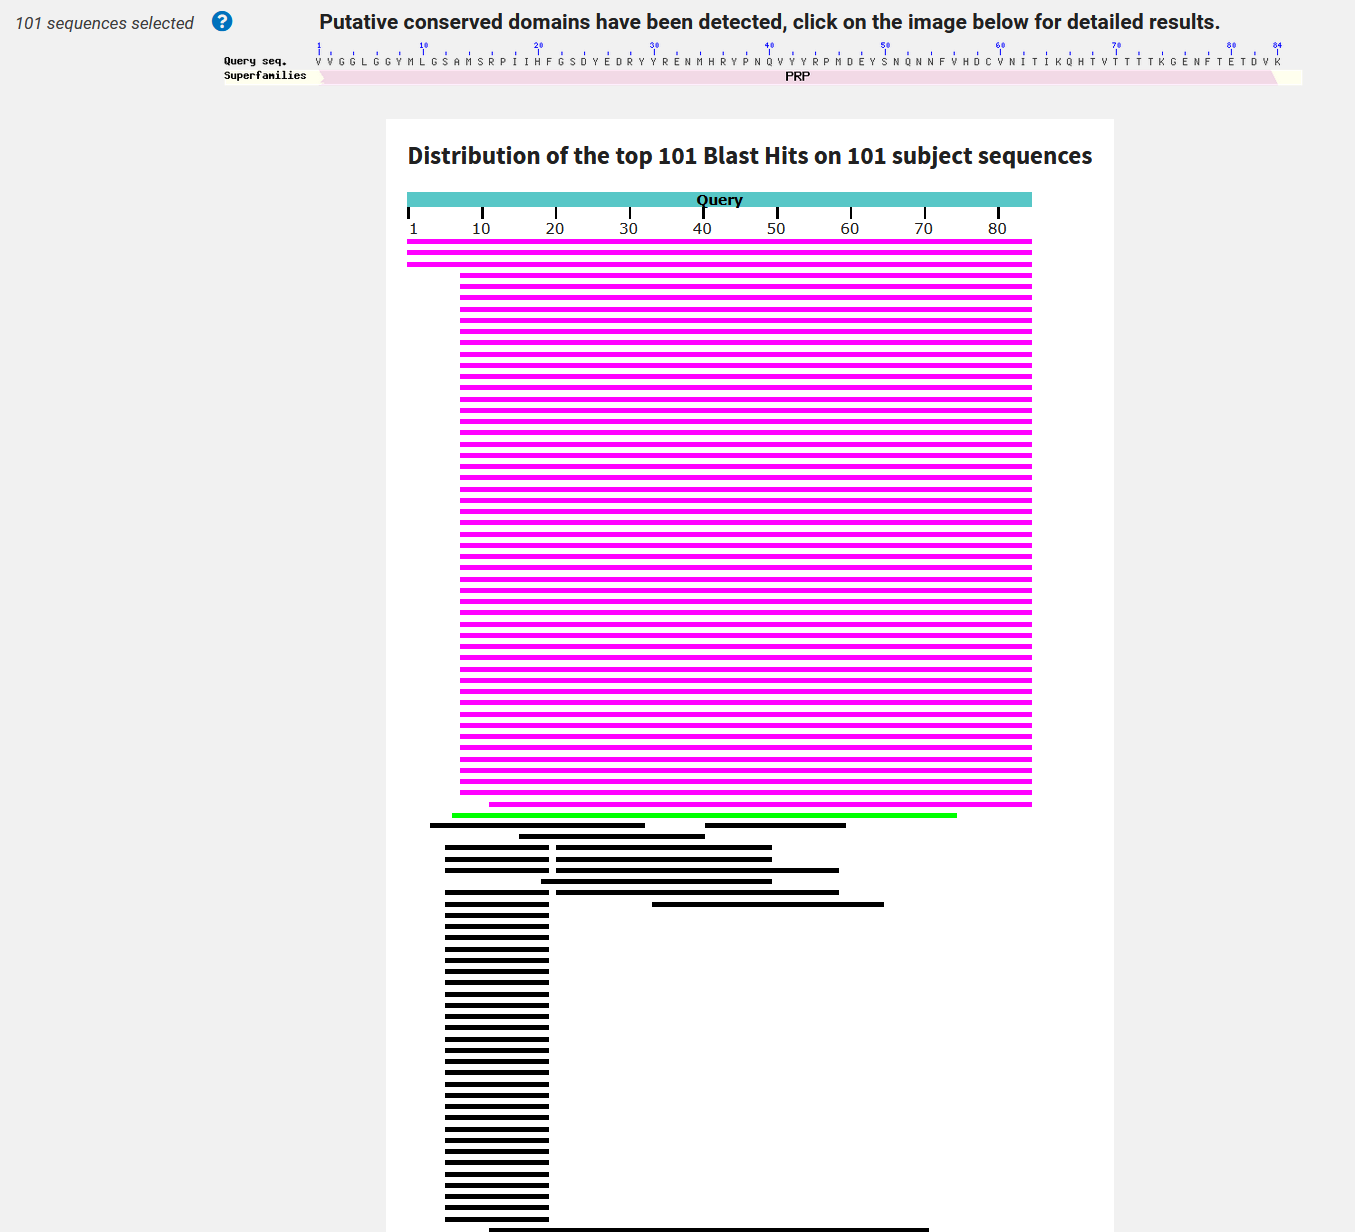 101 sequences selected ?
Putative conserved domains have been detected, click on the image below for detailed results.
1 10 20 30 40 50 60 70 80 84
Query seq. V V G G L G G Y M L G S A M S R P I I H F G S D Y E D R Y Y R E N M H R Y P N Q V Y Y R P M D E Y S N Q N N F V H D C V N I T I K Q H T V T T T T K G E N F T E T D V K
Superfamilies PRP
Distribution of the top 101 Blast Hits on 101 subject sequences
Query
1 10 20 30 40 50 60 70 80